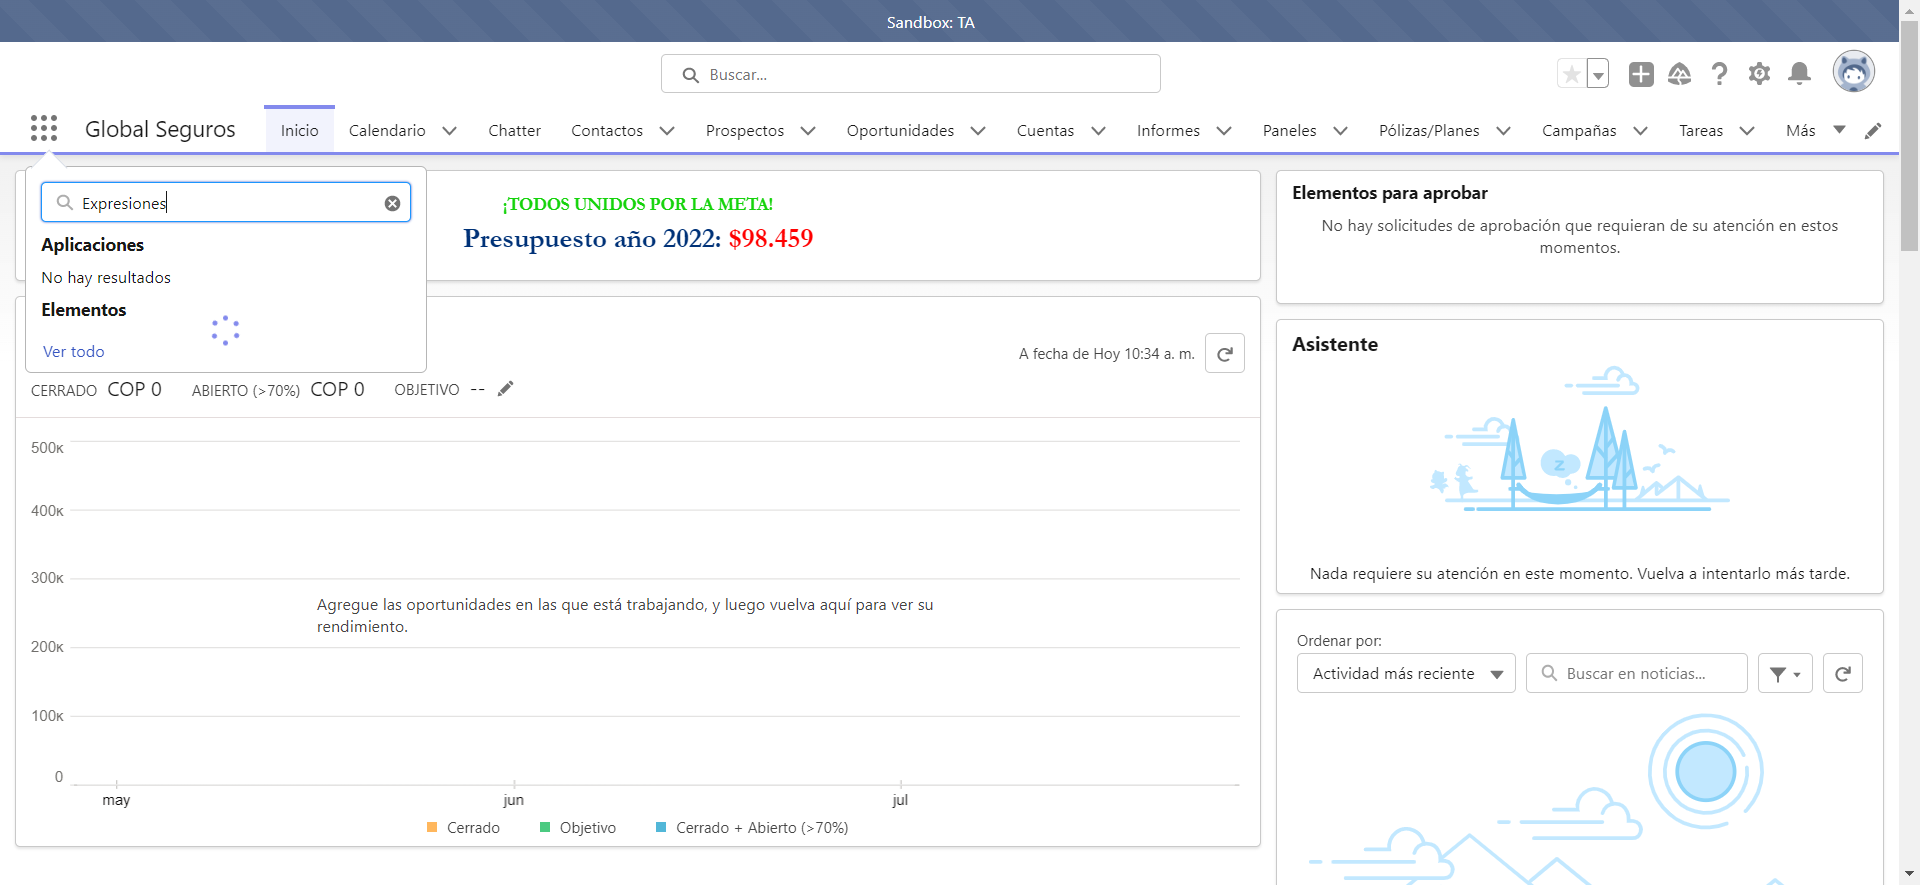 Sandbox: TA
Buscar...
Global Seguros
Inicio
Calendario
Chatter
Contactos
Prospectos
Oportunidades
Cuentas
Informes
Paneles
Pólizas/Planes
Campañas
Tareas
Más
Expresiones
Aplicaciones
No hay resultados
Elementos
Ver todo
¡TODOS UNIDOS POR LA META!
Presupuesto año 2022: $98.459
A fecha de Hoy 10:34 a. m.
CERRADO COP 0 ABIERTO (>70%) COP 0 OBJETIVO --
500K
400K
300K
200K
100K
0
Agregue las oportunidades en las que está trabajando, y luego vuelva aquí para ver su
rendimiento.
may
jun
jul
Cerrado
Objetivo
Cerrado + Abierto (>70%)
Elementos para aprobar
No hay solicitudes de aprobación que requieran de su atención en estos
momentos.
Asistente
z
Nada requiere su atención en este momento. Vuelva a intentarlo más tarde.
Ordenar por:
Actividad más reciente
Buscar en noticias...